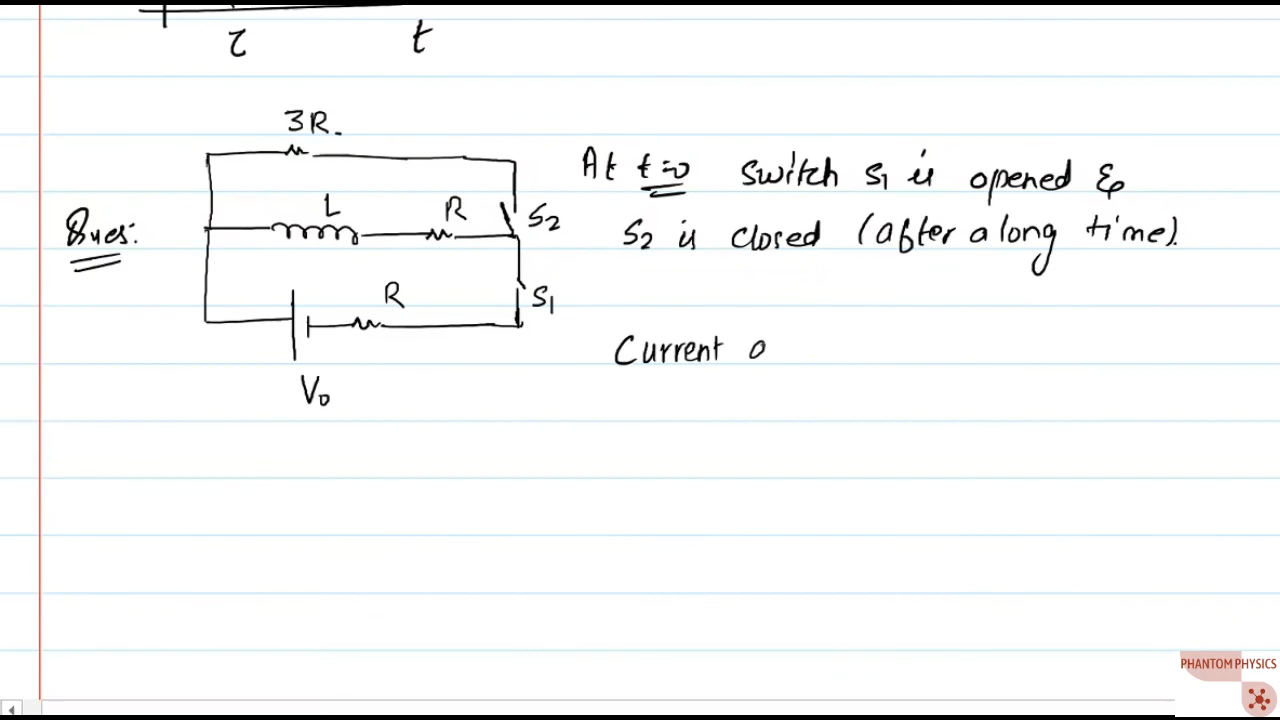 τ t
3R.
L R S2
Ques:
R S1
V0
At t=0 switch S1 is opened &
S2 is closed (after a long time).
Current o
PHANTOM PHYSICS